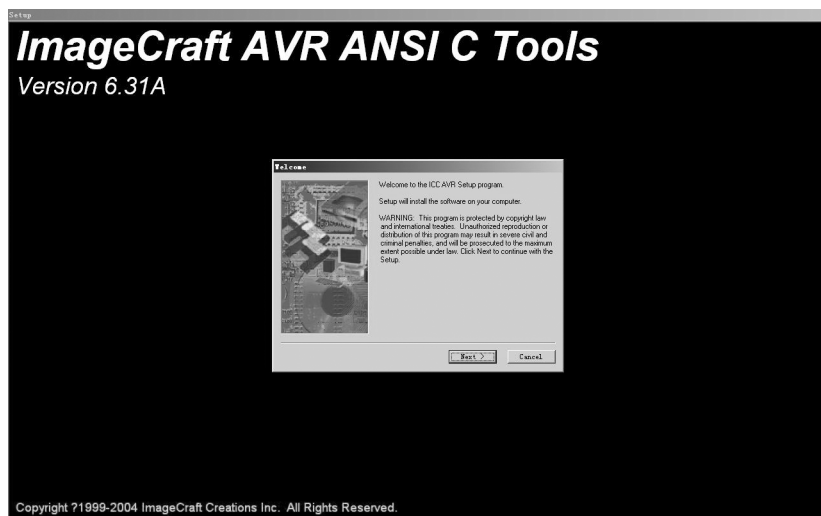 Setup
ImageCraft AVR ANSI C Tools
Version 6.31A
Welcome
Welcome to the ICCAVR Setup program.
Setup will install the software on your computer.
WARNING: This program is protected by copyright law
and international treaties. Unauthorized reproduction or
distribution of this program may result in severe civil and
criminal penalties, and will be prosecuted to the maximum
extent possible under law. Click Next to continue with the
Setup.
Next >
Cancel
Copyright ?1999-2004 ImageCraft Creations Inc. All Rights Reserved.